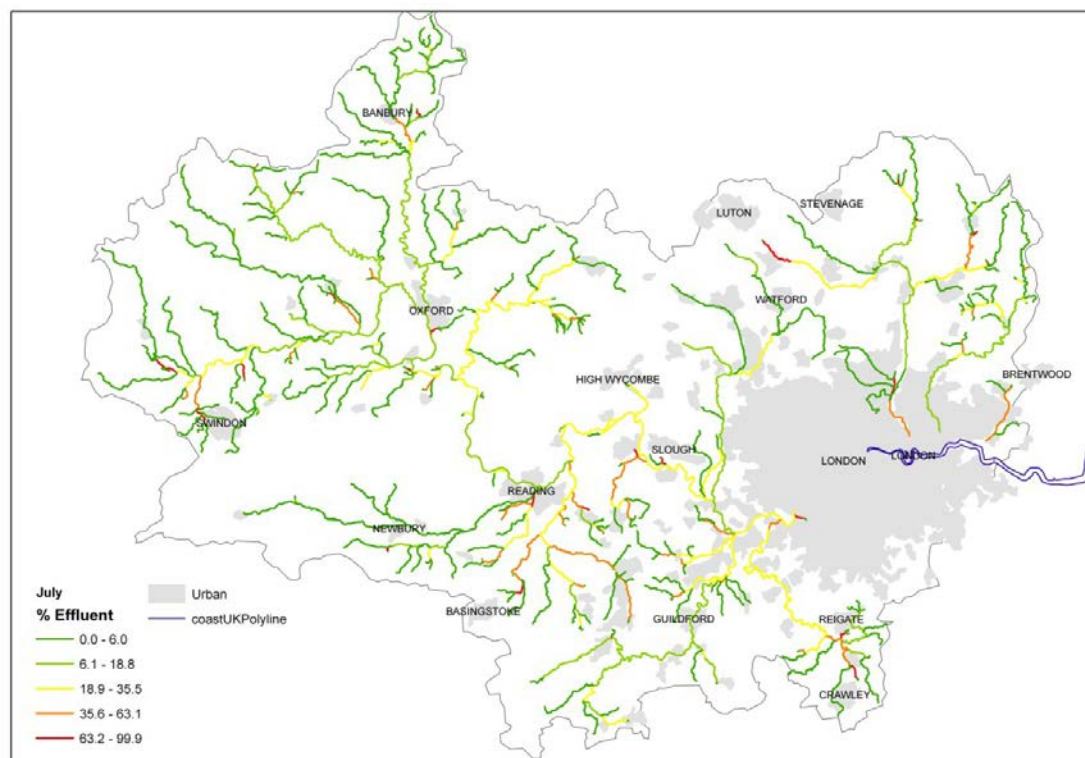 BANBURY
STEVENAGE
LUTON
WATFORD
OXFORD
BRENTWOOD
HIGH WYCOMBE
SWINDON
SLOUGH
LONDON
LONDON
READING
NEWBURY
BASINGSTOKE
GUILDFORD
REIGATE
CRAWLEY
July
% Effluent
0.0 - 6.0
6.1 - 18.8
18.9 - 35.5
35.6 - 63.1
63.2 - 99.9
Urban
coastUKPolyline